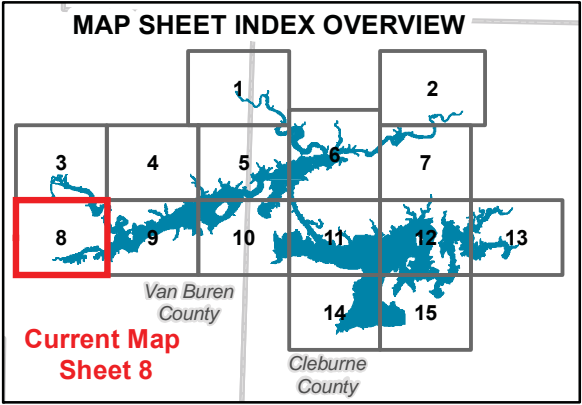 MAP SHEET INDEX OVERVIEW
1
2
3
4
5
6
7
8
9
10
11
12
13
Van Buren
County
14
15
Current Map
Sheet 8
Cleburne
County